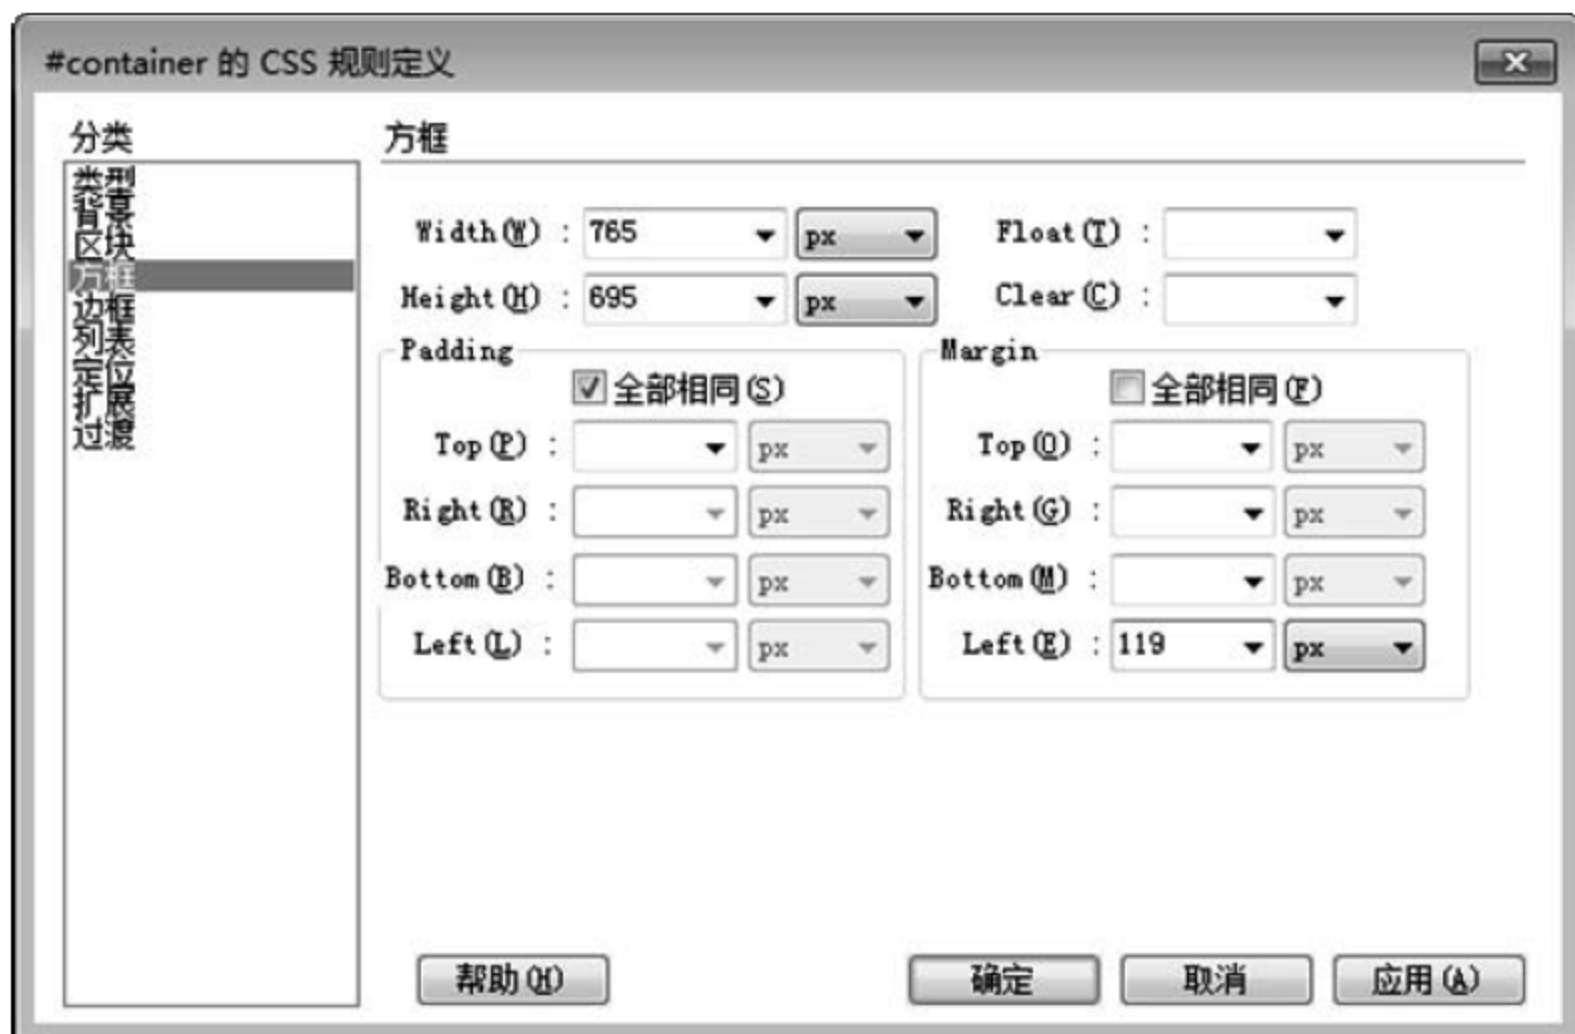 #container 的 CSS 规则定义
分类
类型
背景
区块
方框
边框
列表
定位
扩展
过渡
方框
Width(W) : 765 px Float(T) :
Height(H) : 695 px Clear(C) :
Padding Margin
全部相同(S) 全部相同(F)
Top(P) : px Top(O) : px
Right(R) : px Right(G) : px
Bottom(B) : px Bottom(M) : px
Left(L) : px Left(E) : 119 px
帮助(H) 确定 取消 应用(A)